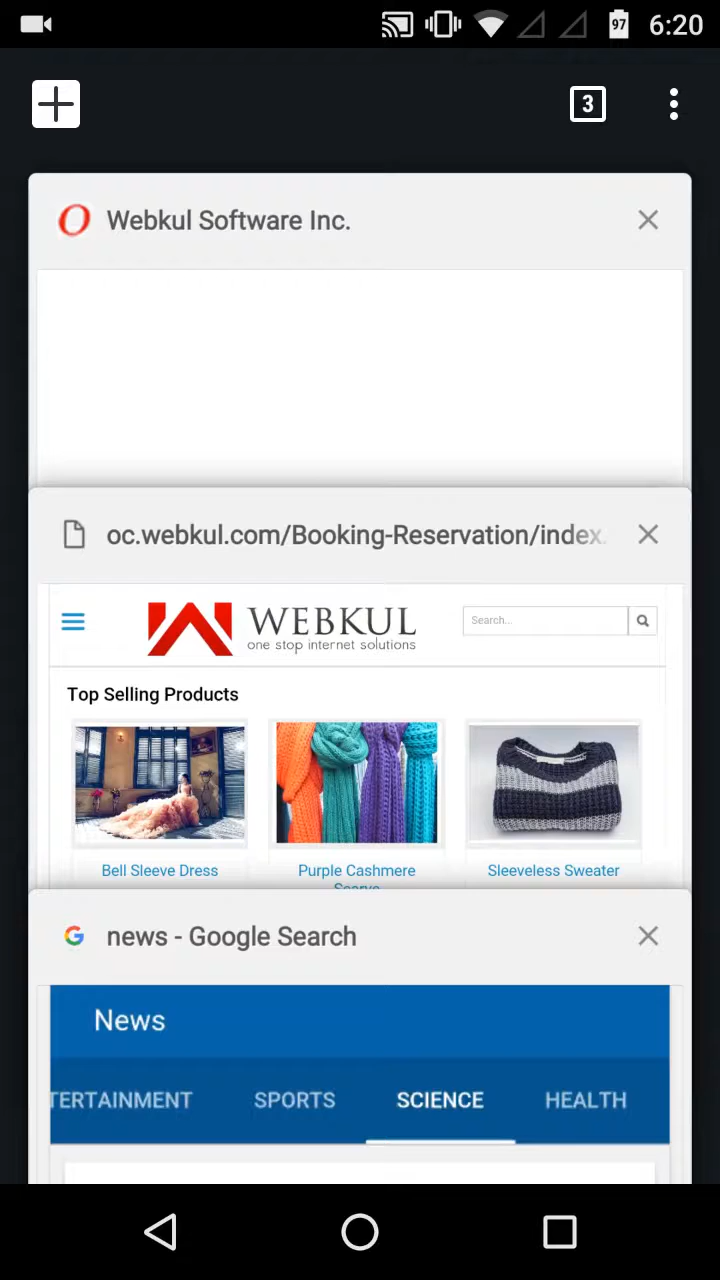 97 6:20
3
Webkul Software Inc.
oc.webkul.com/Booking-Reservation/index.
WEBKUL
one stop internet solutions
Search...
Top Selling Products
Bell Sleeve Dress
Purple Cashmere
Scarvs
Sleeveless Sweater
news - Google Search
News
TERTAINMENT SPORTS SCIENCE HEALTH